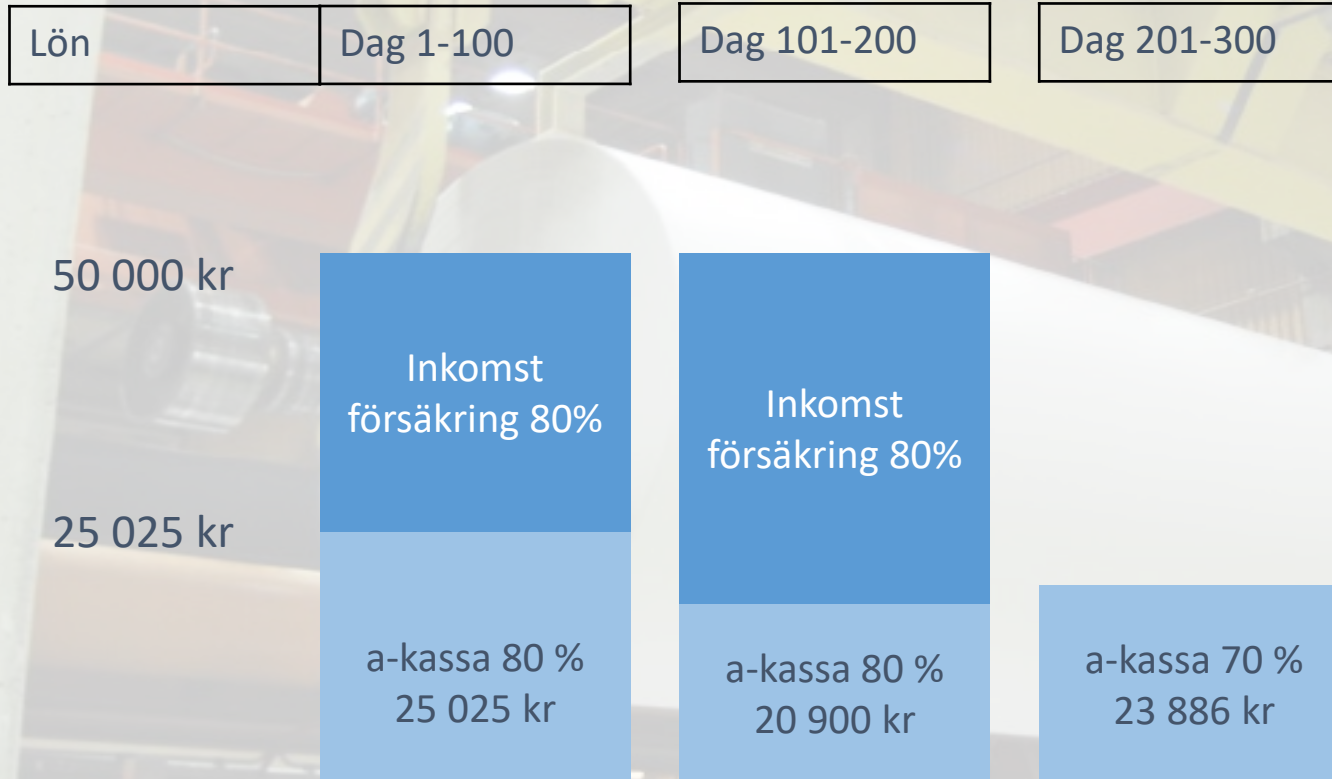 Lön
Dag 1-100
Dag 101-200
Dag 201-300
50 000 kr
25 025 kr
Inkomst
försäkring 80%
a-kassa 80 %
25 025 kr
Inkomst
försäkring 80%
a-kassa 80 %
20 900 kr
a-kassa 70 %
23 886 kr